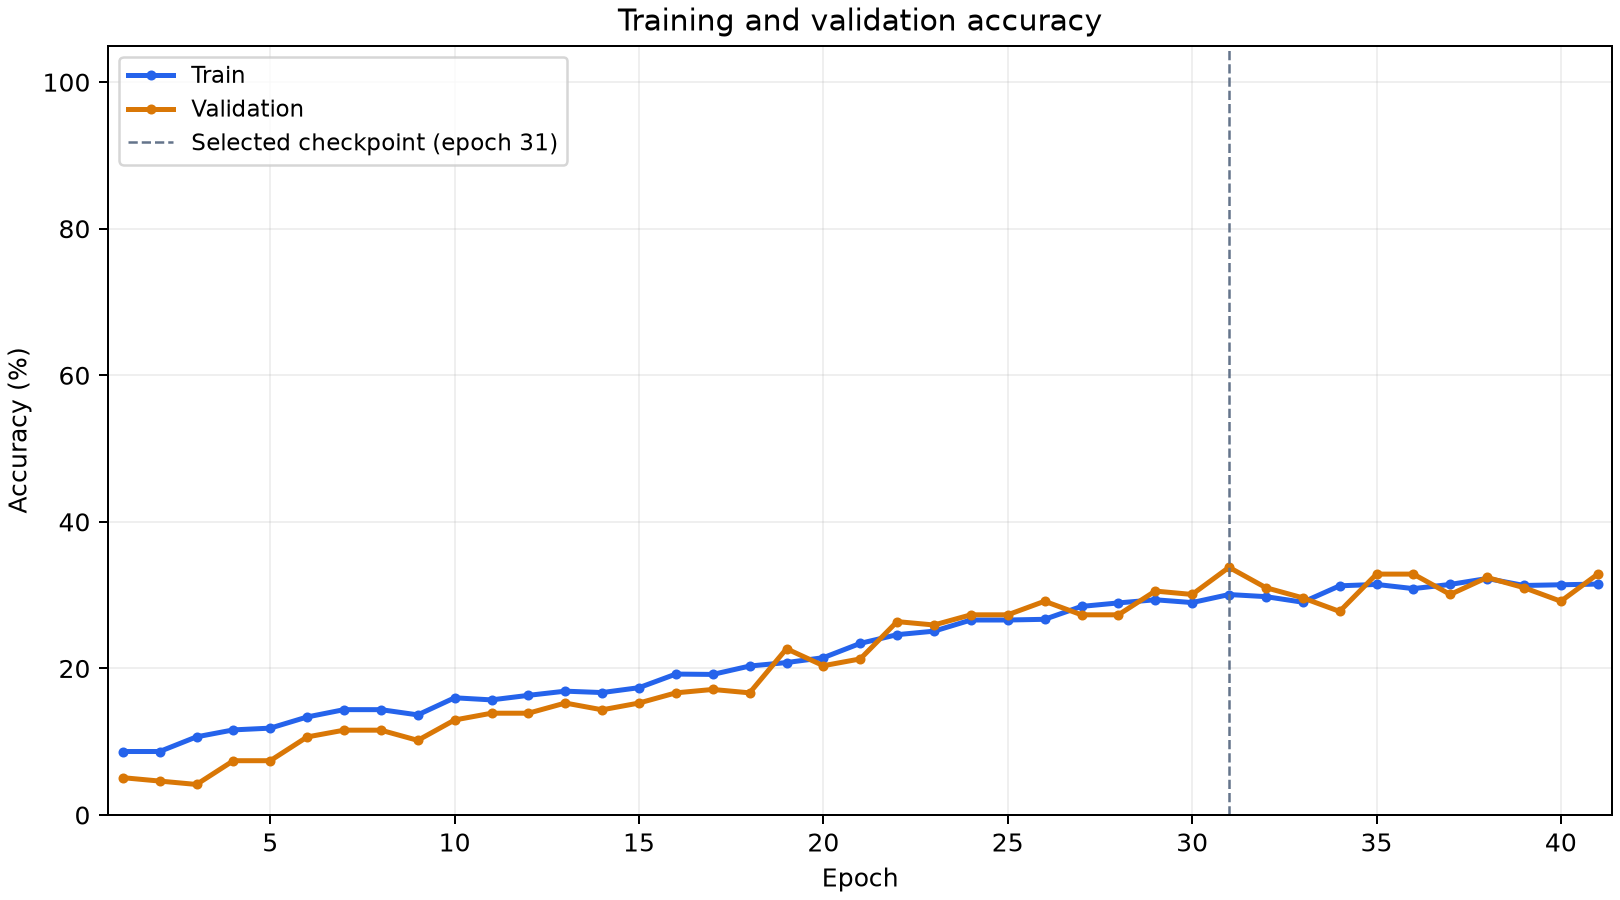 Training and validation accuracy
Train
Validation
Selected checkpoint (epoch 31)
100
80
60
40
20
0
Accuracy (%)
5 10 15 20 25 30 35 40
Epoch